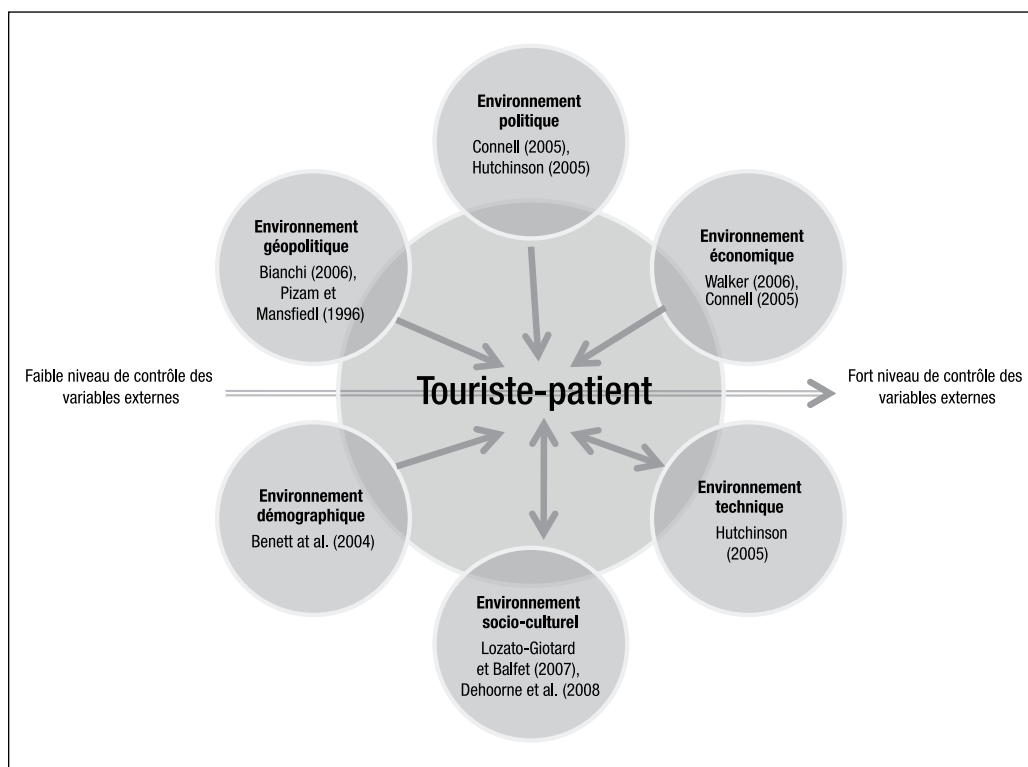 Environnement
politique
Connell (2005),
Hutchinson (2005)
Environnement
géopolitique
Bianchi (2006),
Pizam et
Mansfiedl (1996)
Environnement
économique
Walker (2006),
Connell (2005)
Faible niveau de contrôle des
variables externes
Touriste-patient
Fort niveau de contrôle des
variables externes
Environnement
démographique
Benett at al. (2004)
Environnement
technique
Hutchinson
(2005)
Environnement
socio-culturel
Lozato-Giotard
et Balfet (2007),
Dehoorne et al. (2008